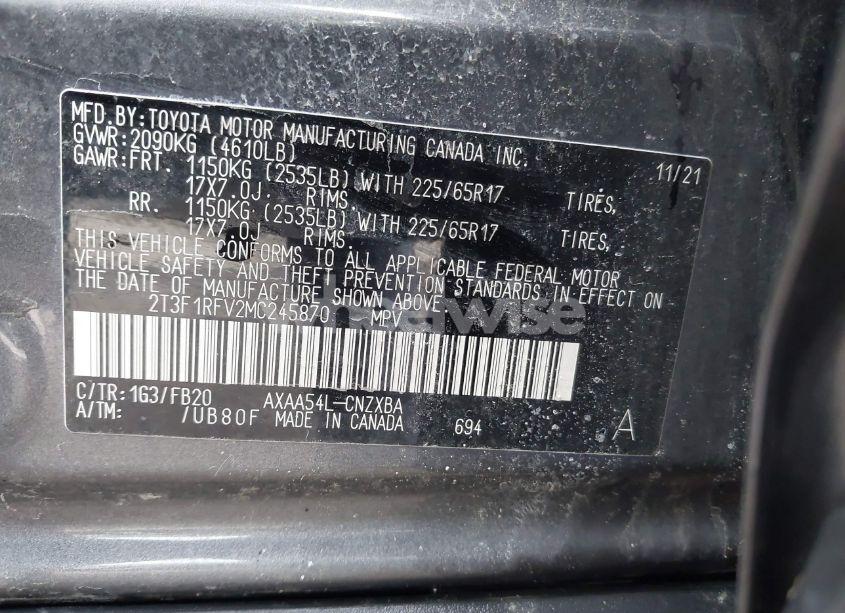 MFD. BY: TOYOTA MOTOR MANUFACTURING CANADA INC.
GVWR: 2090KG (4610LB) 11/21
GAWR: FRT. 1150KG (2535LB) WITH 225/65R17 TIRES,
17X7.0J. RIMS.
RR. 1150KG (2535LB) WITH 225/65R17 TIRES,
17X7.0J RIMS.
THIS VEHICLE CONFORMS TO ALL APPLICABLE FEDERAL MOTOR
VEHICLE SAFETY AND THEFT PREVENTION STANDARDS IN EFFECT ON
THE DATE OF MANUFACTURE SHOWN ABOVE.
2T3F1RFV2MC245870 MPV
C/TR: 1G3/FB20 AXAA54L-CNZXBA
A/TM: /UB80F MADE IN CANADA 694 A